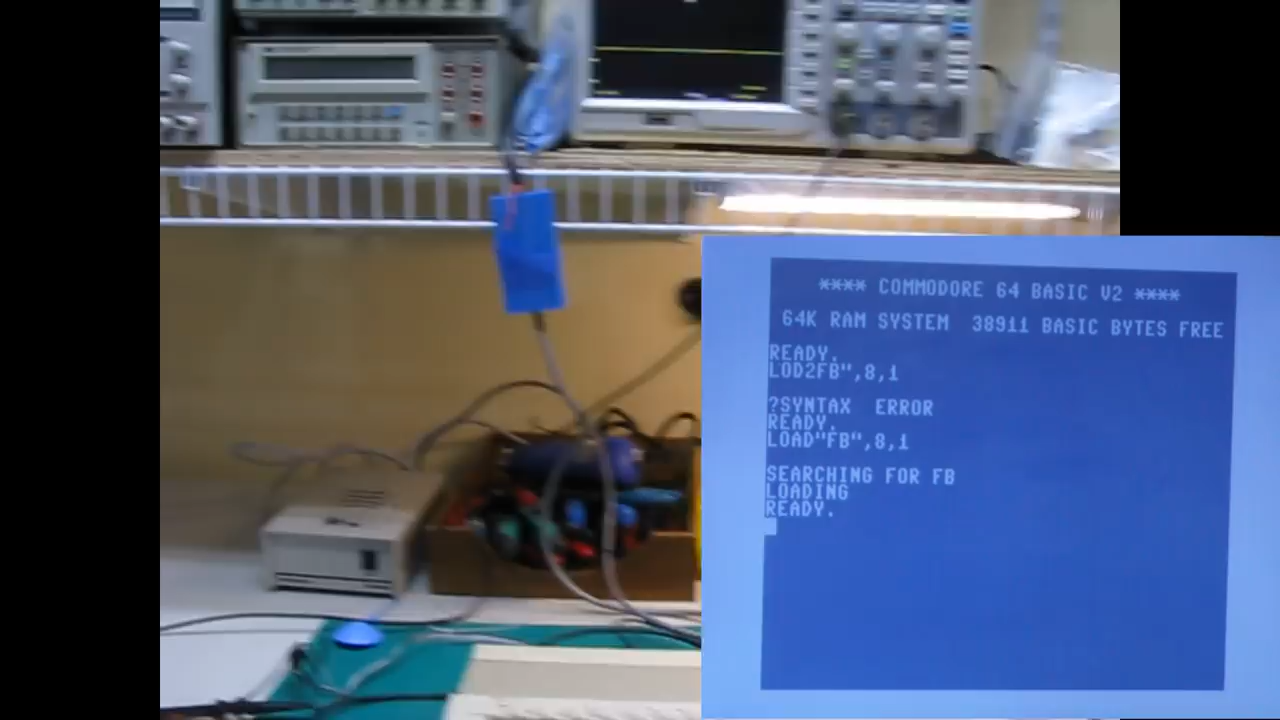 **** COMMODORE 64 BASIC V2 ****
64K RAM SYSTEM  38911 BASIC BYTES FREE
READY.
LOD2FB",8,1
?SYNTAX  ERROR
READY.
LOAD"FB",8,1
SEARCHING FOR FB
LOADING
READY.